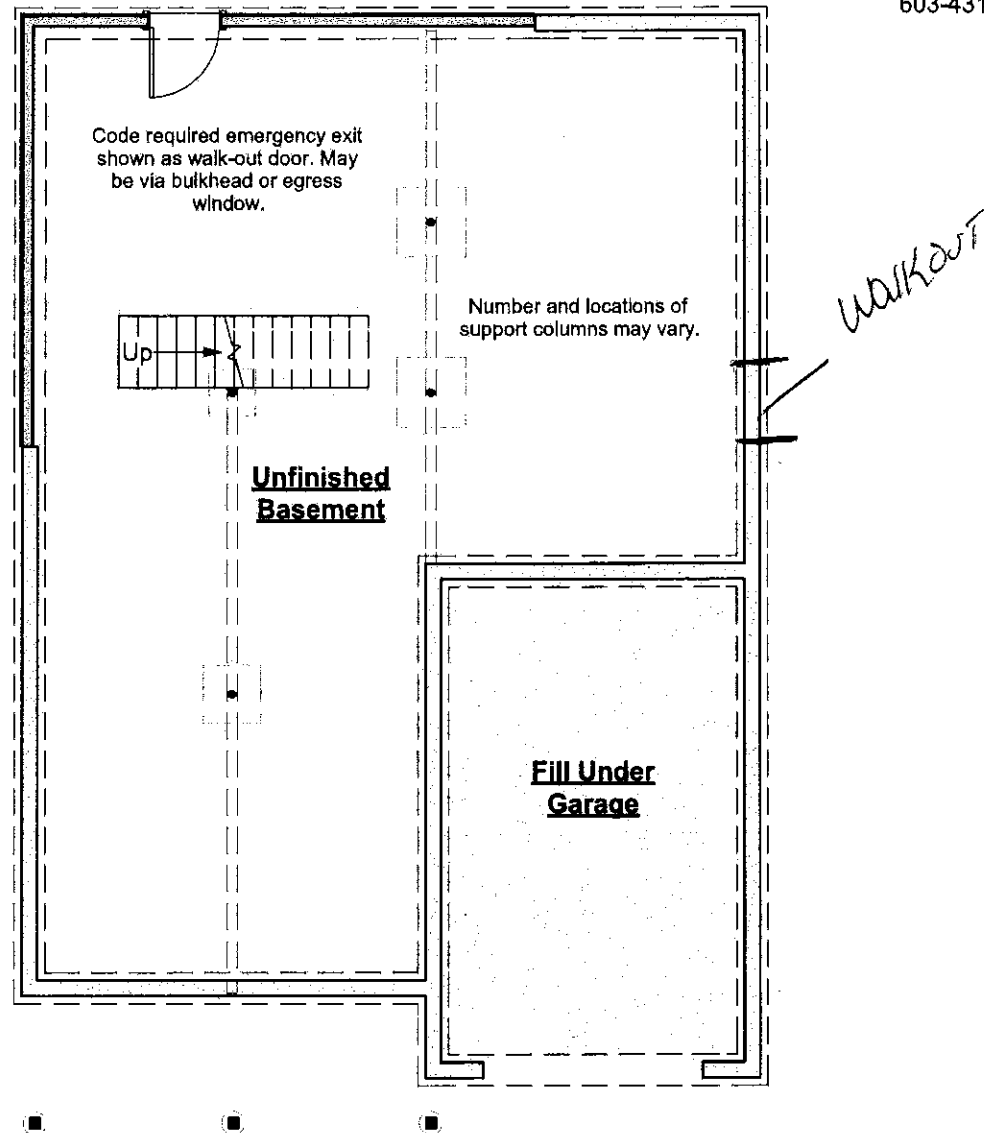 603-431
Code required emergency exit
shown as walk-out door. May
be via bulkhead or egress
window.
Number and locations of
support columns may vary.
WalkouT
Up
Unfinished
Basement
Fill Under
Garage